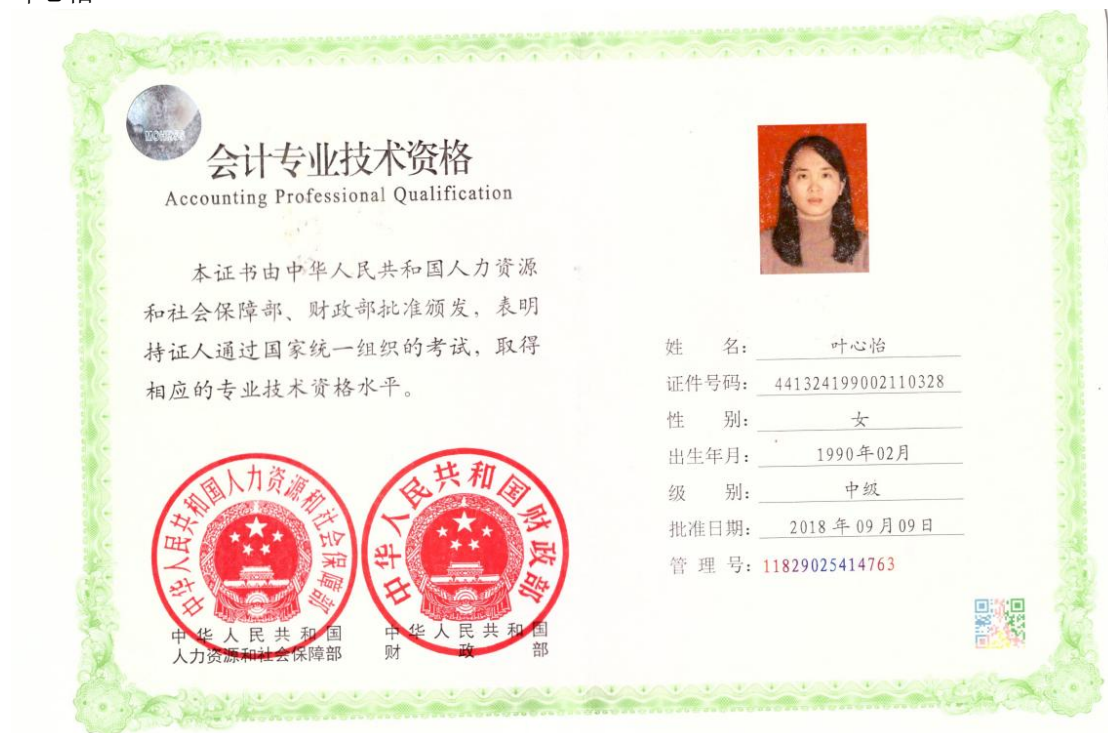 会计专业技术资格
Accounting Professional Qualification
本证书由中华人民共和国人力资源
和社会保障部、财政部批准颁发，表明
持证人通过国家统一组织的考试，取得
相应的专业技术资格水平。
中华人民共和国人力资源和社会保障部
中华人民共和国财政部
中华人民共和国
人力资源和社会保障部
中华人民共和国
财政部
姓名：叶心怡
证件号码：441324199002110328
性别：女
出生年月：1990年02月
级别：中级
批准日期：2018年09月09日
管理号：11829025414763